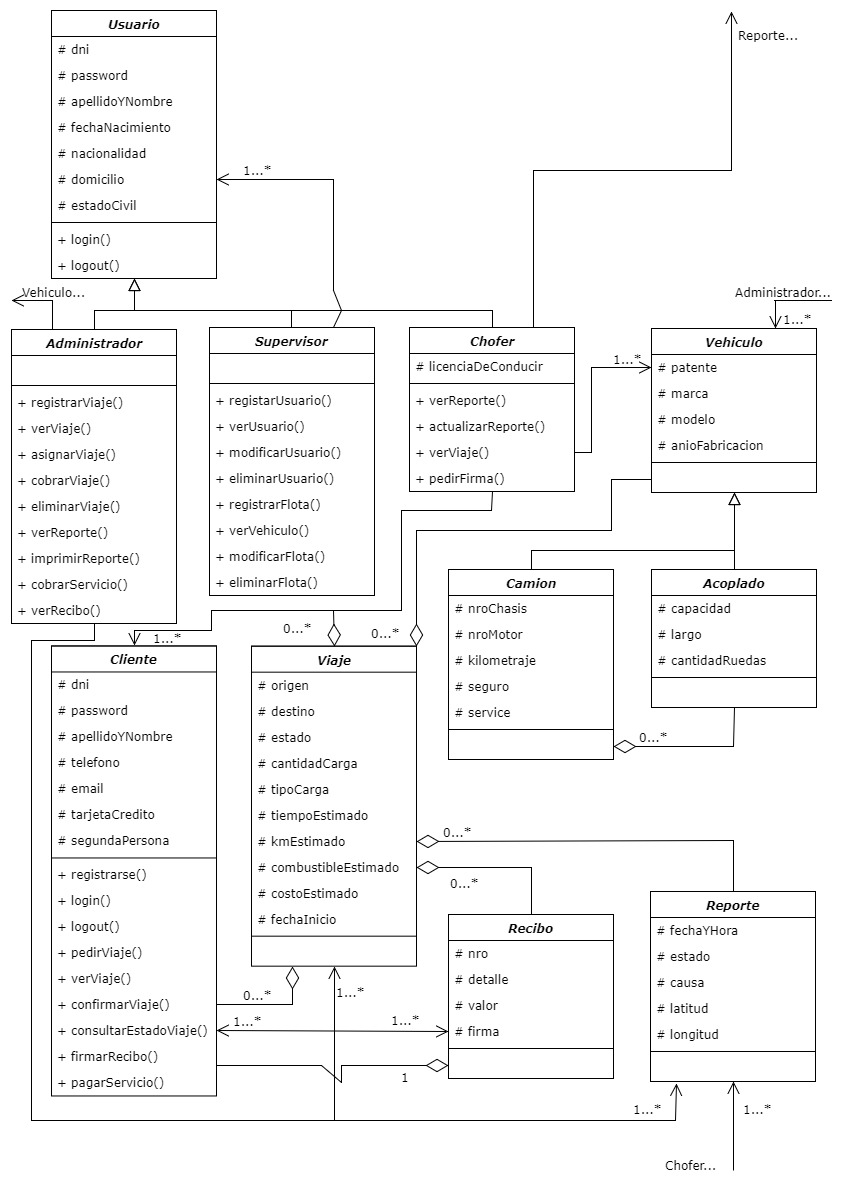 Usuario
# dni
# password
# apellidoYNombre
# fechaNacimiento
# nacionalidad
# domicilio
# estadoCivil
+ login()
+ logout()
1...*
Reporte...
Vehiculo...
Administrador...
1...*
Administrador
+ registrarViaje()
+ verViaje()
+ asignarViaje()
+ cobrarViaje()
+ eliminarViaje()
+ verReporte()
+ imprimirReporte()
+ cobrarServicio()
+ verRecibo()
Supervisor
+ registarUsuario()
+ verUsuario()
+ modificarUsuario()
+ eliminarUsuario()
+ registrarFlota()
+ verVehiculo()
+ modificarFlota()
+ eliminarFlota()
Chofer
# licenciaDeConducir
+ verReporte()
+ actualizarReporte()
+ verViaje()
+ pedirFirma()
1...*
Vehiculo
# patente
# marca
# modelo
# anioFabricacion
Camion
# nroChasis
# nroMotor
# kilometraje
# seguro
# service
Acoplado
# capacidad
# largo
# cantidadRuedas
0...*
1...*
0...*
0...*
Cliente
# dni
# password
# apellidoYNombre
# telefono
# email
# tarjetaCredito
# segundaPersona
+ registrarse()
+ login()
+ logout()
+ pedirViaje()
+ verViaje()
+ confirmarViaje()
+ consultarEstadoViaje()
+ firmarRecibo()
+ pagarServicio()
Viaje
# origen
# destino
# estado
# cantidadCarga
# tipoCarga
# tiempoEstimado
# kmEstimado
# combustibleEstimado
# costoEstimado
# fechaInicio
0...*
0...*
Recibo
# nro
# detalle
# valor
# firma
Reporte
# fechaYHora
# estado
# causa
# latitud
# longitud
0...*
1...*
1...*
1...*
1
1...*
1...*
Chofer...